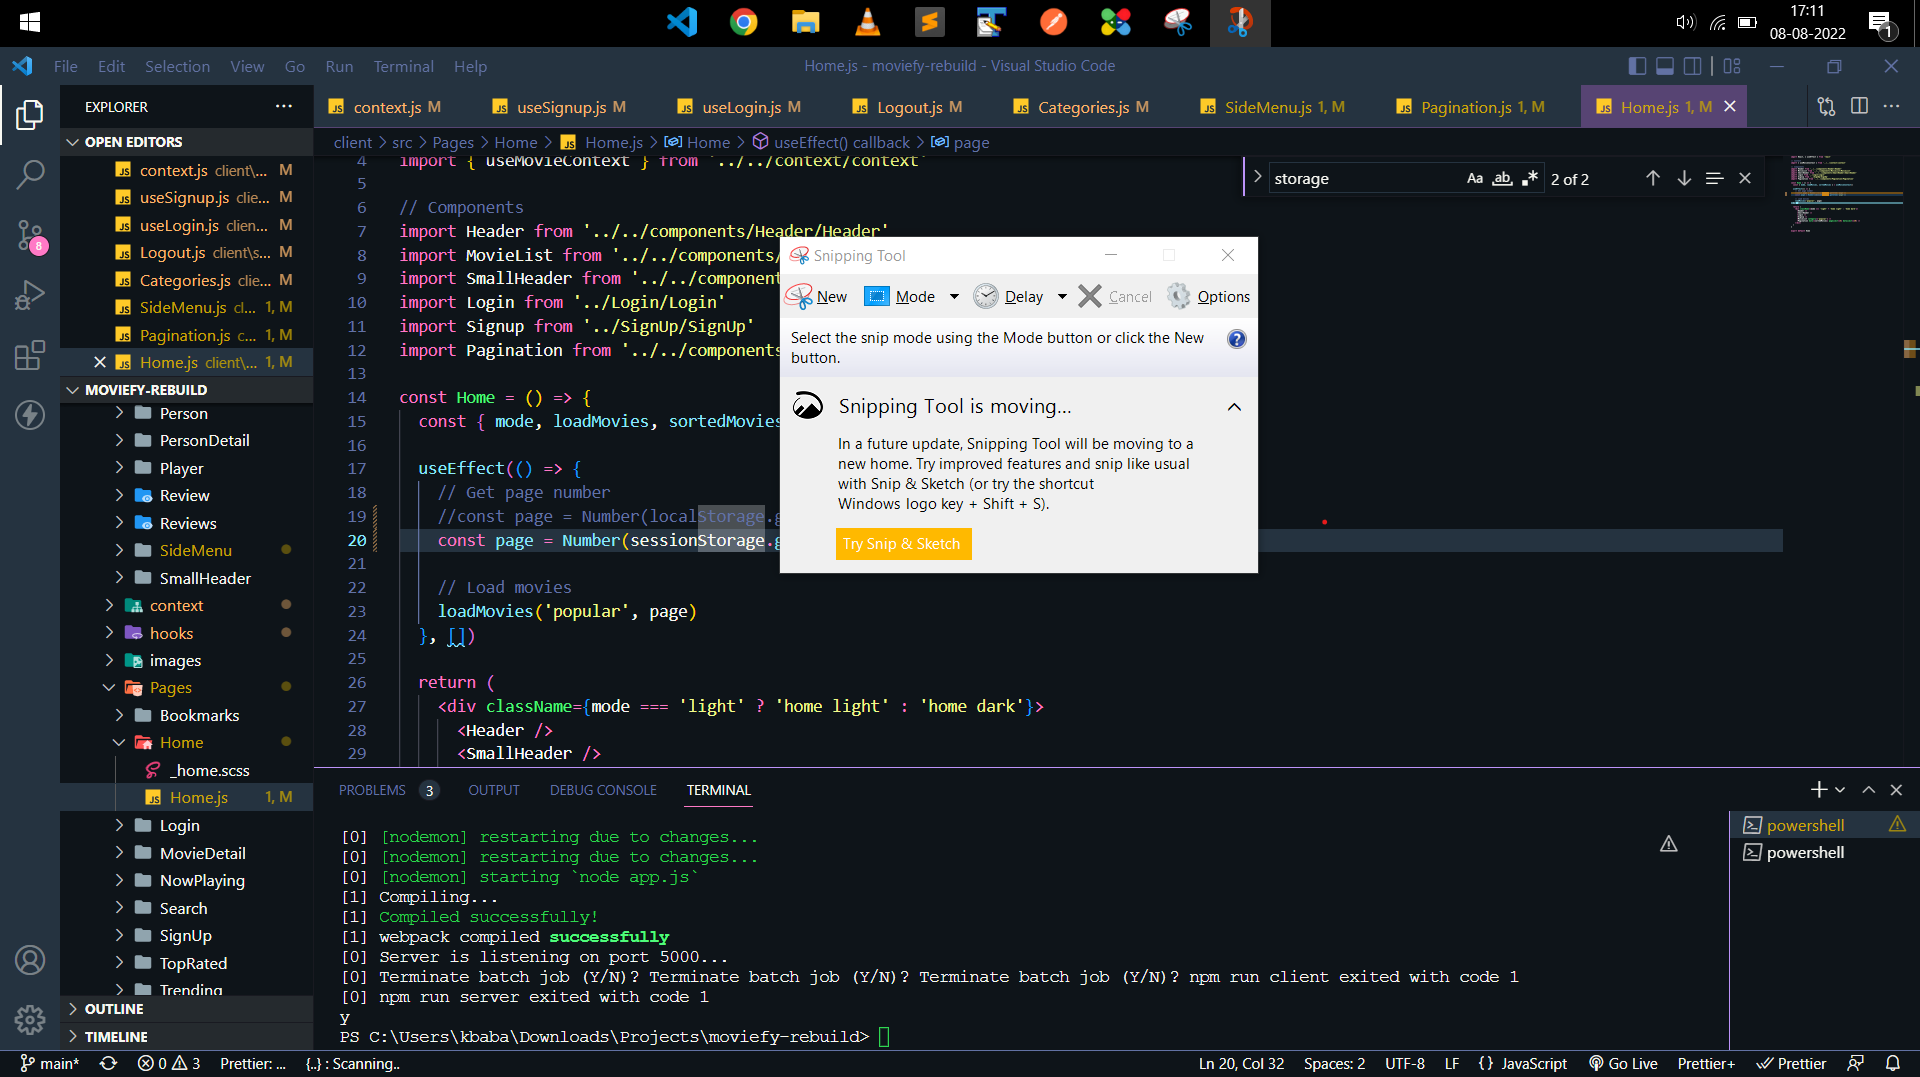 17:11
08-08-2022
1
File Edit Selection View Go Run Terminal Help
Home.js - moviefy-rebuild - Visual Studio Code
EXPLORER
context.js M
useSignup.js M
useLogin.js M
Logout.js M
Categories.js M
SideMenu.js 1, M
Pagination.js 1, M
Home.js 1, M
OPEN EDITORS
context.js client\... M
useSignup.js clie... M
useLogin.js clien... M
Logout.js client\s... M
Categories.js clie... M
SideMenu.js cl... 1, M
Pagination.js c... 1, M
Home.js client\... 1, M
8
MOVIEFY-REBUILD
Person
PersonDetail
Player
Review
Reviews
SideMenu
SmallHeader
context
hooks
images
Pages
Bookmarks
Home
_home.scss
Home.js 1, M
Login
MovieDetail
NowPlaying
Search
SignUp
TopRated
Trending
OUTLINE
TIMELINE
client > src > Pages > Home > Home.js > Home > useEffect() callback > page
storage Aa ab 2 of 2
4 import { useMovieContext } from '../../context/context'
5
6 // Components
7 import Header from '../../components/Header/Header'
8 import MovieList from '../../components/
9 import SmallHeader from '../../component
10 import Login from '../Login/Login'
11 import Signup from '../SignUp/SignUp'
12 import Pagination from '../../components
13
14 const Home = () => {
15 const { mode, loadMovies, sortedMovies
16
17 useEffect(() => {
18 // Get page number
19 //const page = Number(localStorage.g
20 const page = Number(sessionStorage.g
21
22 // Load movies
23 loadMovies('popular', page)
24 }, [])
25
26 return (
27 <div className={mode === 'light' ? 'home light' : 'home dark'}>
28 <Header />
29 <SmallHeader />
Snipping Tool
New Mode Delay Cancel Options
Select the snip mode using the Mode button or click the New
button.
Snipping Tool is moving...
In a future update, Snipping Tool will be moving to a
new home. Try improved features and snip like usual
with Snip & Sketch (or try the shortcut
Windows logo key + Shift + S).
Try Snip & Sketch
PROBLEMS 3 OUTPUT DEBUG CONSOLE TERMINAL
[0] [nodemon] restarting due to changes...
[0] [nodemon] restarting due to changes...
[0] [nodemon] starting `node app.js`
[1] Compiling...
[1] Compiled successfully!
[1] webpack compiled successfully
[0] Server is listening on port 5000...
[0] Terminate batch job (Y/N)? Terminate batch job (Y/N)? Terminate batch job (Y/N)? npm run client exited with code 1
[0] npm run server exited with code 1
y
PS C:\Users\kbaba\Downloads\Projects\moviefy-rebuild>
powershell
powershell
main* 0 3 Prettier: ... {..} : Scanning.. Ln 20, Col 32 Spaces: 2 UTF-8 LF {} JavaScript Go Live Prettier+ Prettier